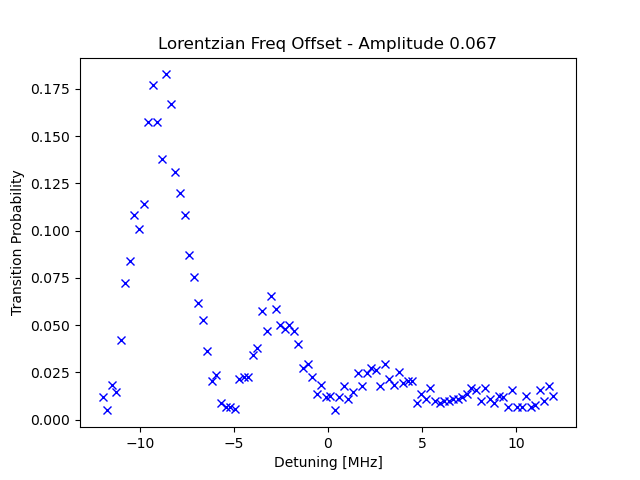 Lorentzian Freq Offset - Amplitude 0.067
Transition Probability
0.175
0.150
0.125
0.100
0.075
0.050
0.025
0.000
−10 −5 0 5 10
Detuning [MHz]